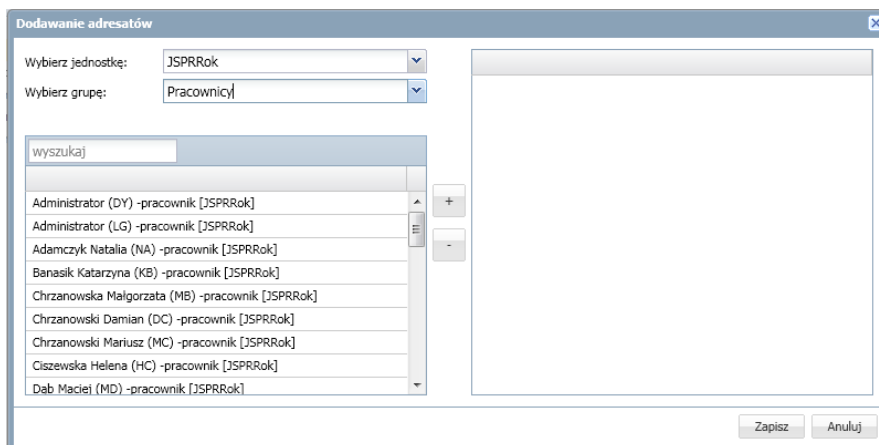 Dodawanie adresatów
Wybierz jednostkę: JSPRRok
Wybierz grupę: Pracownicy
wyszukaj
Administrator (DY) -pracownik [JSPRRok]
+
Administrator (LG) -pracownik [JSPRRok]
Adamczyk Natalia (NA) -pracownik [JSPRRok]
-
Banasik Katarzyna (KB) -pracownik [JSPRRok]
Chrzanowska Małgorzata (MB) -pracownik [JSPRRok]
Chrzanowski Damian (DC) -pracownik [JSPRRok]
Chrzanowski Mariusz (MC) -pracownik [JSPRRok]
Ciszewska Helena (HC) -pracownik [JSPRRok]
Dąb Maciej (MD) -pracownik [JSPRRok]
Zapisz Anuluj